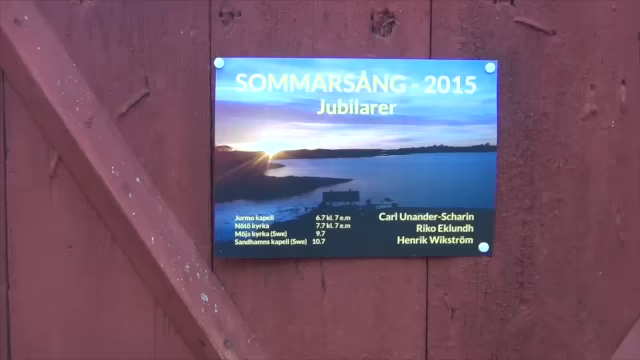 SOMMARSÅNG - 2015
Jubilarer
Jurmo kapell 6.7 kl. 7 e.m
Nötö kyrka 7.7 kl. 7 e.m
Möja kyrka (Swe) 9.7
Sandhamns kapell (Swe) 10.7
Carl Unander-Scharin
Riko Eklundh
Henrik Wikström